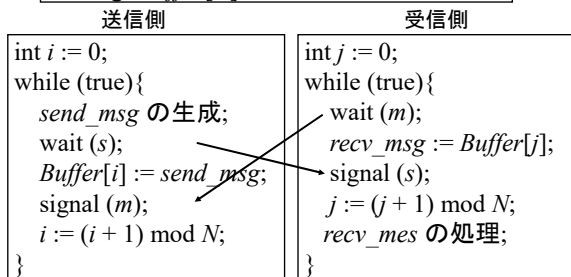 送信側
int i := 0;
while (true){
send_msg の生成;
wait (s);
Buffer[i] := send_msg;
signal (m);
i := (i + 1) mod N;
}
受信側
int j := 0;
while (true){
wait (m);
recv_msg := Buffer[j];
signal (s);
j := (j + 1) mod N;
recv_mes の処理;
}